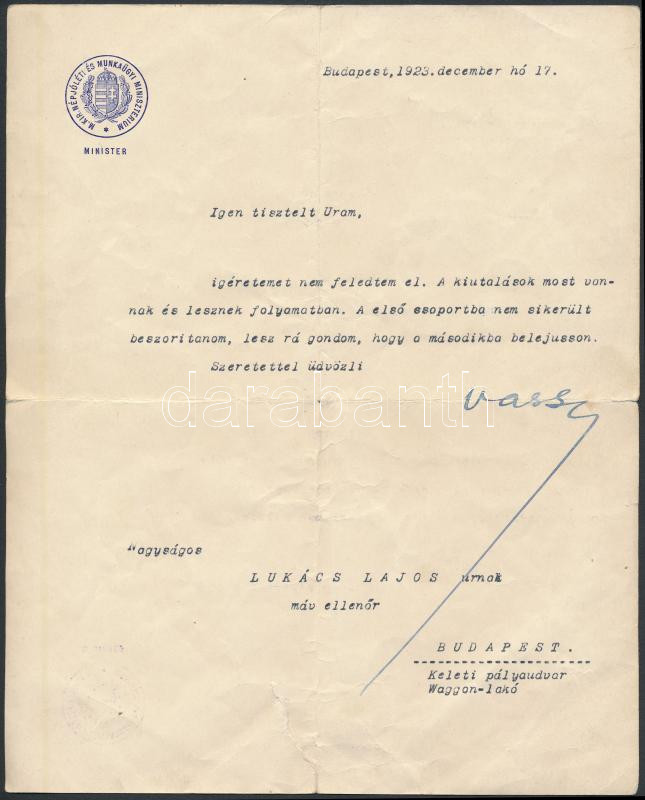 M. KIR. NÉPJÓLÉTI ÉS MUNKAÜGYI MINISZTERIUM
MINISTER
Budapest,1923.december hó 17.
Igen tisztelt Uram,
igéretemet nem feledtem el. A kiutalások most van-
nak és lesznek folyamatban. A első csoportba nem sikerült
beszoritanom, lesz rá gondom, hogy a másodikba belejusson.
Szeretettel üdvözli
darabanth.com
Vass
Nagyságos
LUKÁCS LAJOS urnak
máv ellenőr
BUDAPEST.
Keleti pályaudvar
Waggon-lakó